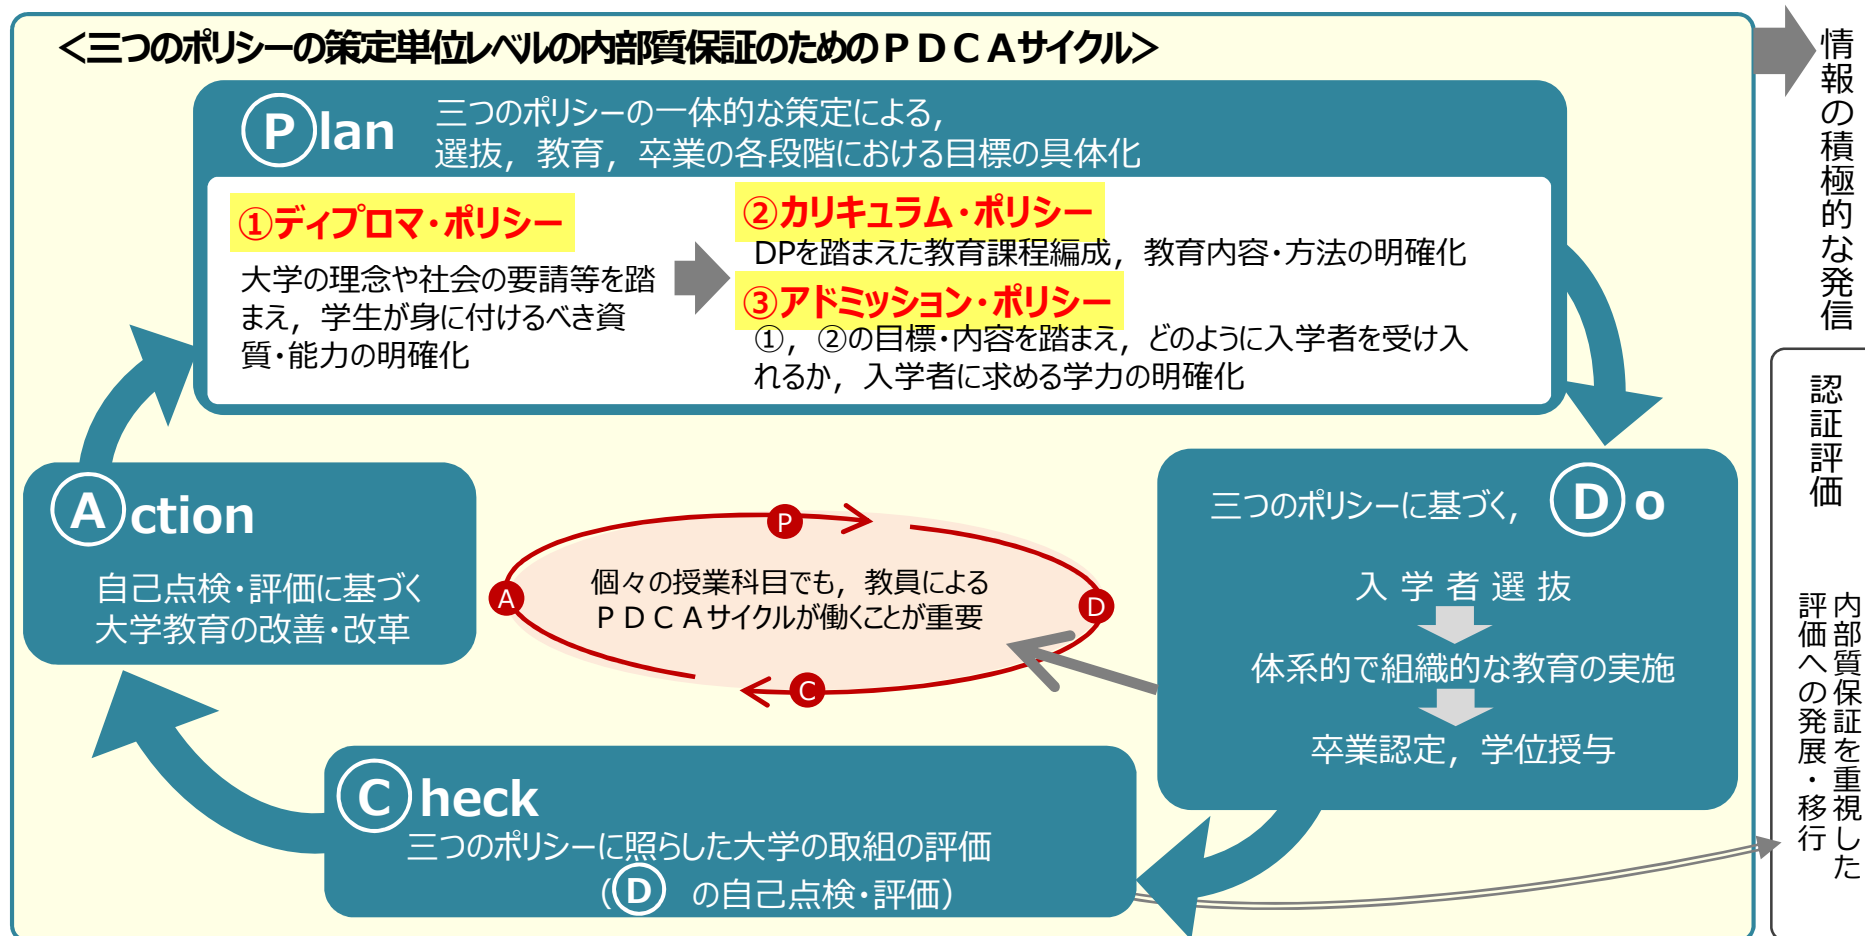 ＜三つのポリシーの策定単位レベルの内部質保証のためのＰＤＣＡサイクル＞
Plan
三つのポリシーの一体的な策定による，
選抜，教育，卒業の各段階における目標の具体化
①ディプロマ・ポリシー
大学の理念や社会の要請等を踏
まえ，学生が身に付けるべき資
質・能力の明確化
②カリキュラム・ポリシー
DPを踏まえた教育課程編成，教育内容・方法の明確化
③アドミッション・ポリシー
①，②の目標・内容を踏まえ，どのように入学者を受け入
れるか，入学者に求める学力の明確化
三つのポリシーに基づく，
Do
入学者選抜
体系的で組織的な教育の実施
卒業認定，学位授与
Check
三つのポリシーに照らした大学の取組の評価
（Ⓓ の自己点検・評価）
Action
自己点検・評価に基づく
大学教育の改善・改革
P
D
C
A
個々の授業科目でも，教員による
ＰＤＣＡサイクルが働くことが重要
情報の積極的な発信
認証評価
内部質保証を重視した
評価への発展・移行